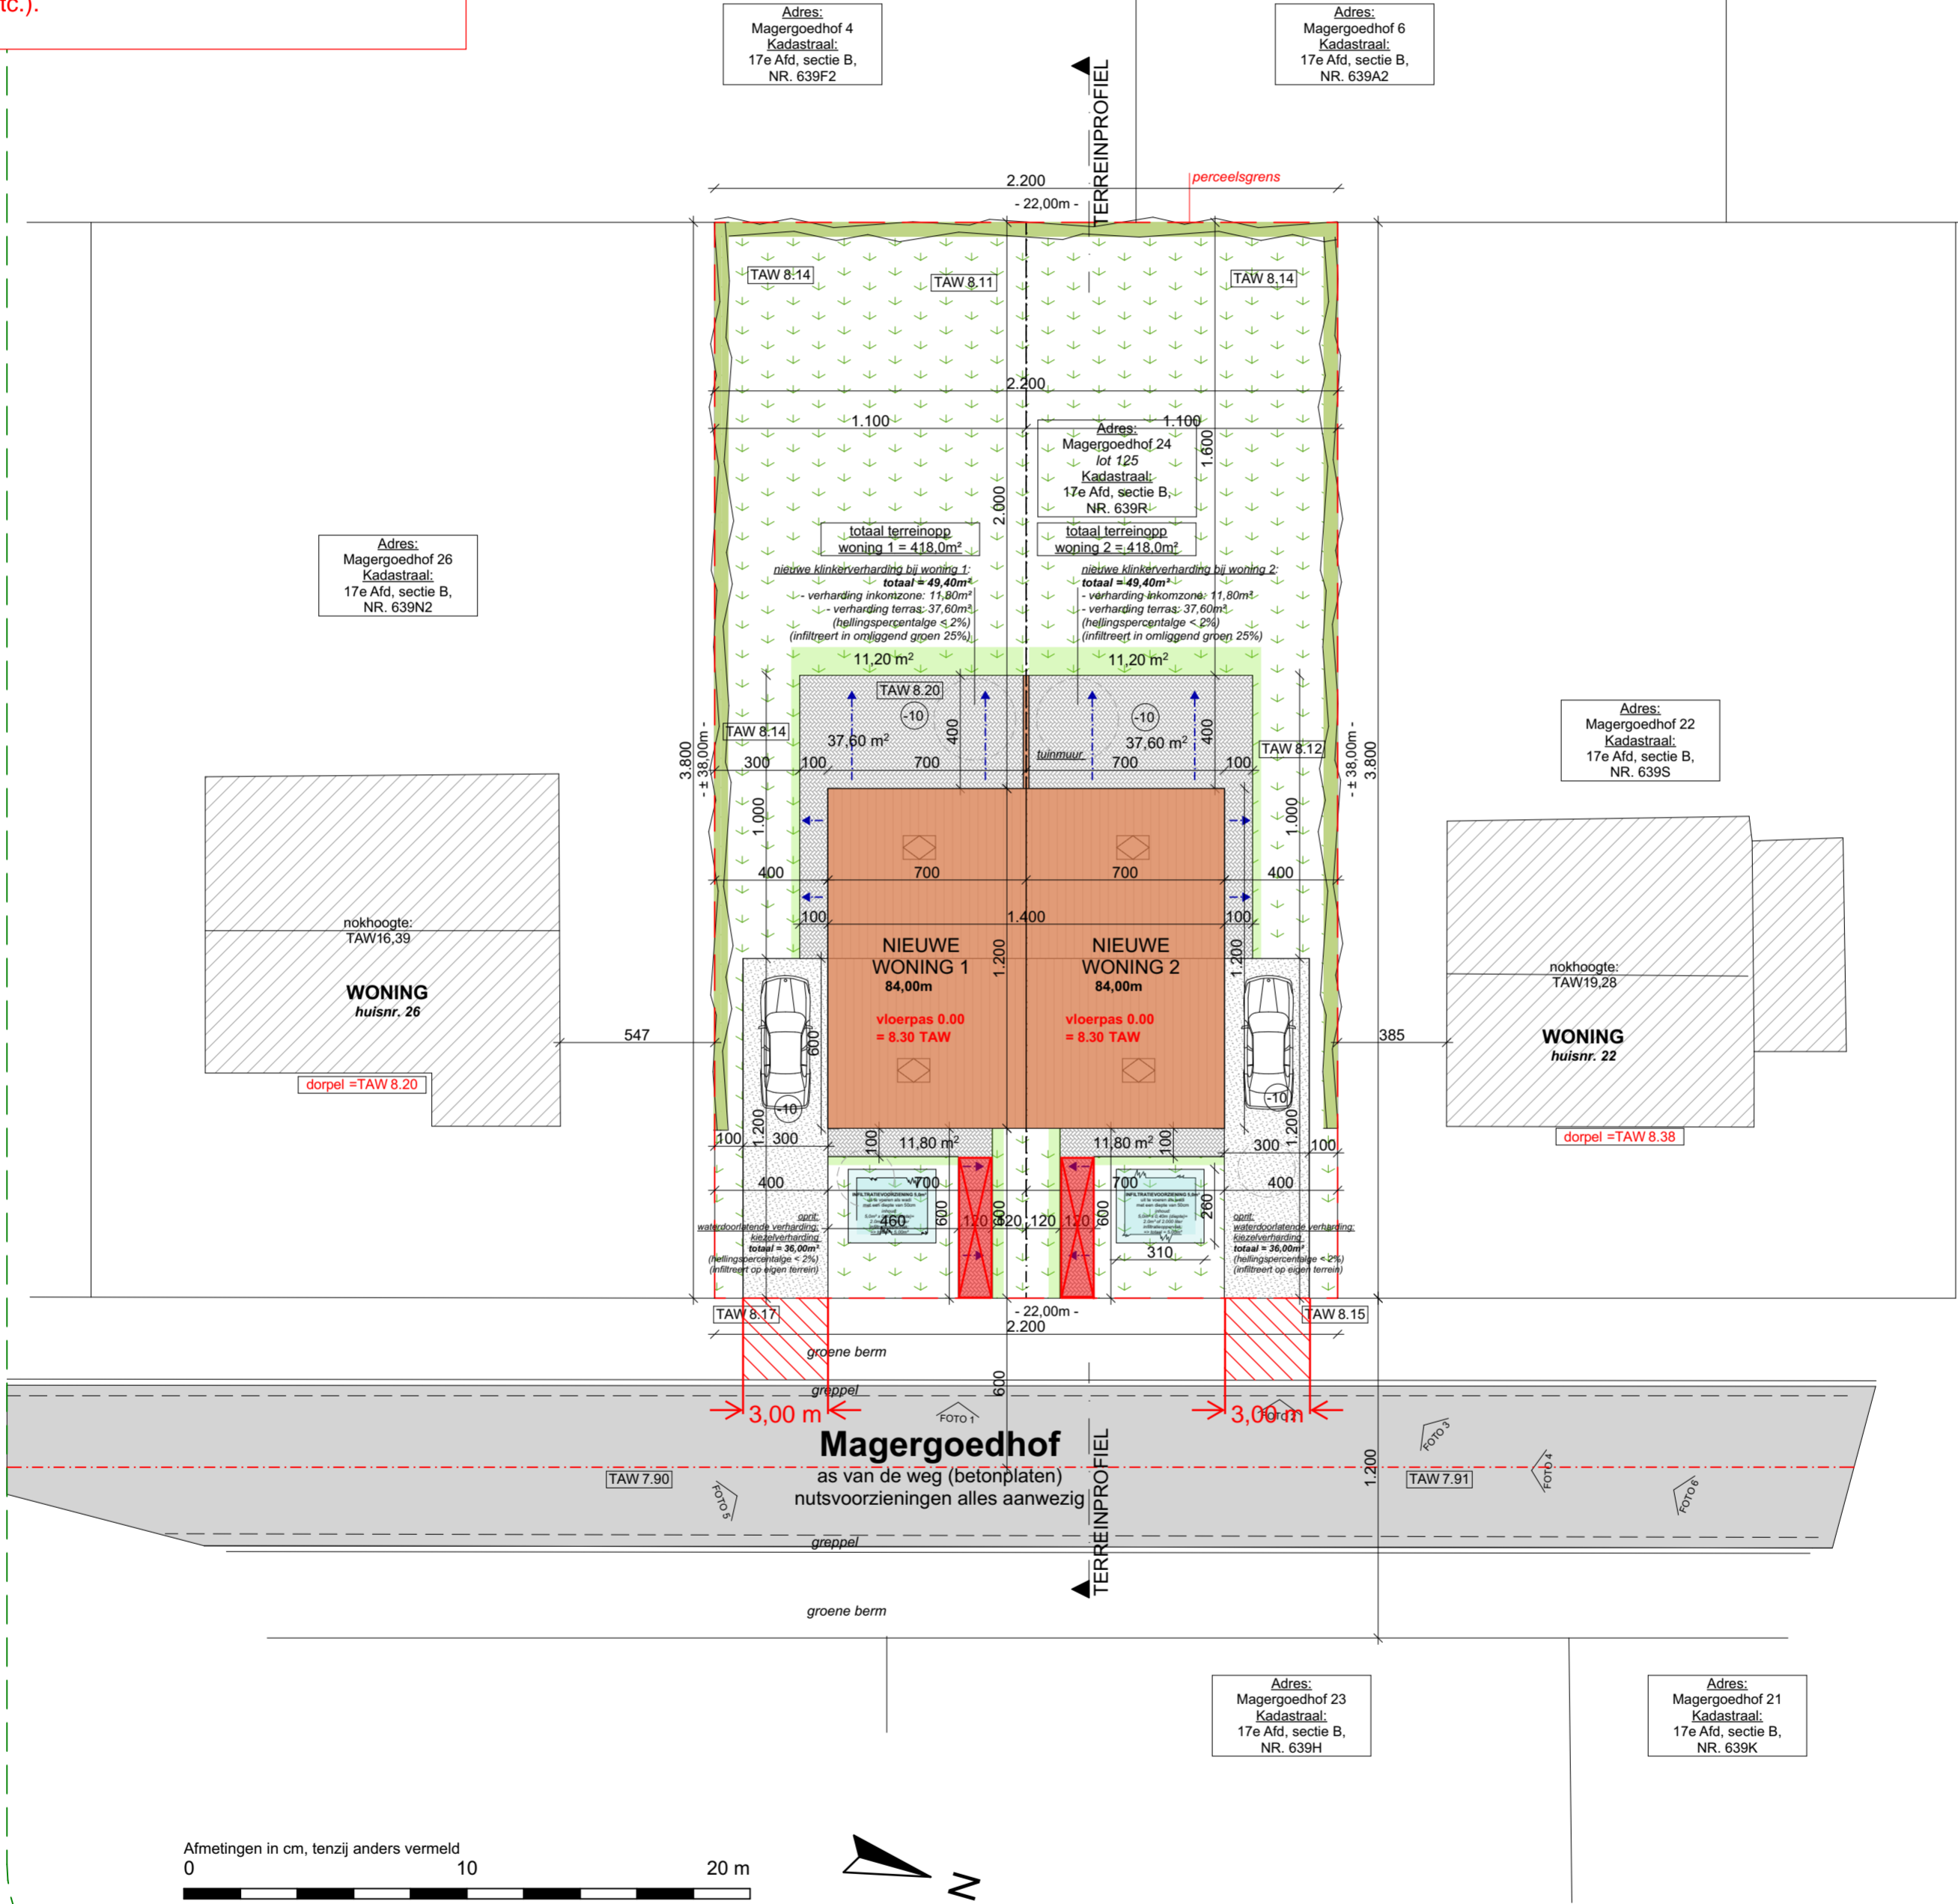 tc.).
Adres:
Magergoedhof 4
Kadastraal:
17e Afd, sectie B,
NR. 639F2
Adres:
Magergoedhof 6
Kadastraal:
17e Afd, sectie B,
NR. 639A2
TERREINPROFIEL
2.200
- 22,00m -
perceelsgrens
TAW 8.14
TAW 8.11
TAW 8.14
2.200
1.100
1.100
Adres:
Magergoedhof 24
lot 125
Kadastraal:
17e Afd, sectie B,
NR. 639R
1.600
2.000
totaal terreinopp
woning 1 = 418,0m²
totaal terreinopp
woning 2 = 418,0m²
nieuwe klinkerverharding bij woning 1:
totaal = 49,40m²
- verharding inkomzone: 11,80m²
- verharding terras: 37,60m²
(hellingspercentalge < 2%)
(infiltreert in omliggend groen 25%)
nieuwe klinkerverharding bij woning 2:
totaal = 49,40m²
- verharding inkomzone: 11,80m²
- verharding terras: 37,60m²
(hellingspercentalge < 2%)
(infiltreert in omliggend groen 25%)
Adres:
Magergoedhof 26
Kadastraal:
17e Afd, sectie B,
NR. 639N2
11,20 m²
11,20 m²
TAW 8.20
-10
-10
TAW 8.14
37,60 m²
400
37,60 m²
400
TAW 8.12
tuinmuur
3.800
- ± 38,00m -
- ± 38,00m -
3.800
300
100
700
700
100
Adres:
Magergoedhof 22
Kadastraal:
17e Afd, sectie B,
NR. 639S
1.000
1.000
400
700
700
400
100
1.400
100
nokhoogte:
TAW16,39
WONING
huisnr. 26
NIEUWE
WONING 1
84,00m
vloerpas 0.00
= 8.30 TAW
1.200
NIEUWE
WONING 2
84,00m
vloerpas 0.00
= 8.30 TAW
1.200
nokhoogte:
TAW19,28
WONING
huisnr. 22
547
600
385
dorpel =TAW 8.20
dorpel =TAW 8.38
-10
-10
100
1.200
300
100
11,80 m²
11,80 m²
100
300
1.200
100
400
700
700
400
INFILTRATIEVOORZIENING 5,0m²
INFILTRATIEVOORZIENING 5,0m²
460
600
120
600
120
120
120
600
260
310
oprit:
waterdoorlatende verharding:
kiezelverharding
totaal = 36,00m²
(hellingspercentalge < 2%)
(infiltreert op eigen terrein)
oprit:
waterdoorlatende verharding:
kiezelverharding
totaal = 36,00m²
(hellingspercentalge < 2%)
(infiltreert op eigen terrein)
TAW 8.17
- 22,00m -
2.200
TAW 8.15
groene berm
600
greppel
3,00 m
FOTO 1
FOTO 2
3,00 m
FOTO 3
Magergoedhof
as van de weg (betonplaten)
nutsvoorzieningen alles aanwezig
TAW 7.90
FOTO 5
TERREINPROFIEL
1.200
TAW 7.91
FOTO 4
FOTO 6
greppel
groene berm
Adres:
Magergoedhof 23
Kadastraal:
17e Afd, sectie B,
NR. 639H
Adres:
Magergoedhof 21
Kadastraal:
17e Afd, sectie B,
NR. 639K
Afmetingen in cm, tenzij anders vermeld
0 10 20 m
N